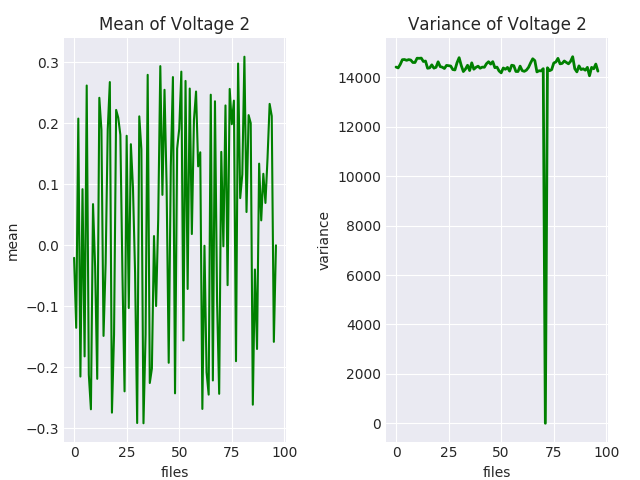 Mean of Voltage 2
Variance of Voltage 2
mean
0.3
0.2
0.1
0.0
−0.1
−0.2
−0.3
0 25 50 75 100
files
variance
14000
12000
10000
8000
6000
4000
2000
0
0 25 50 75 100
files